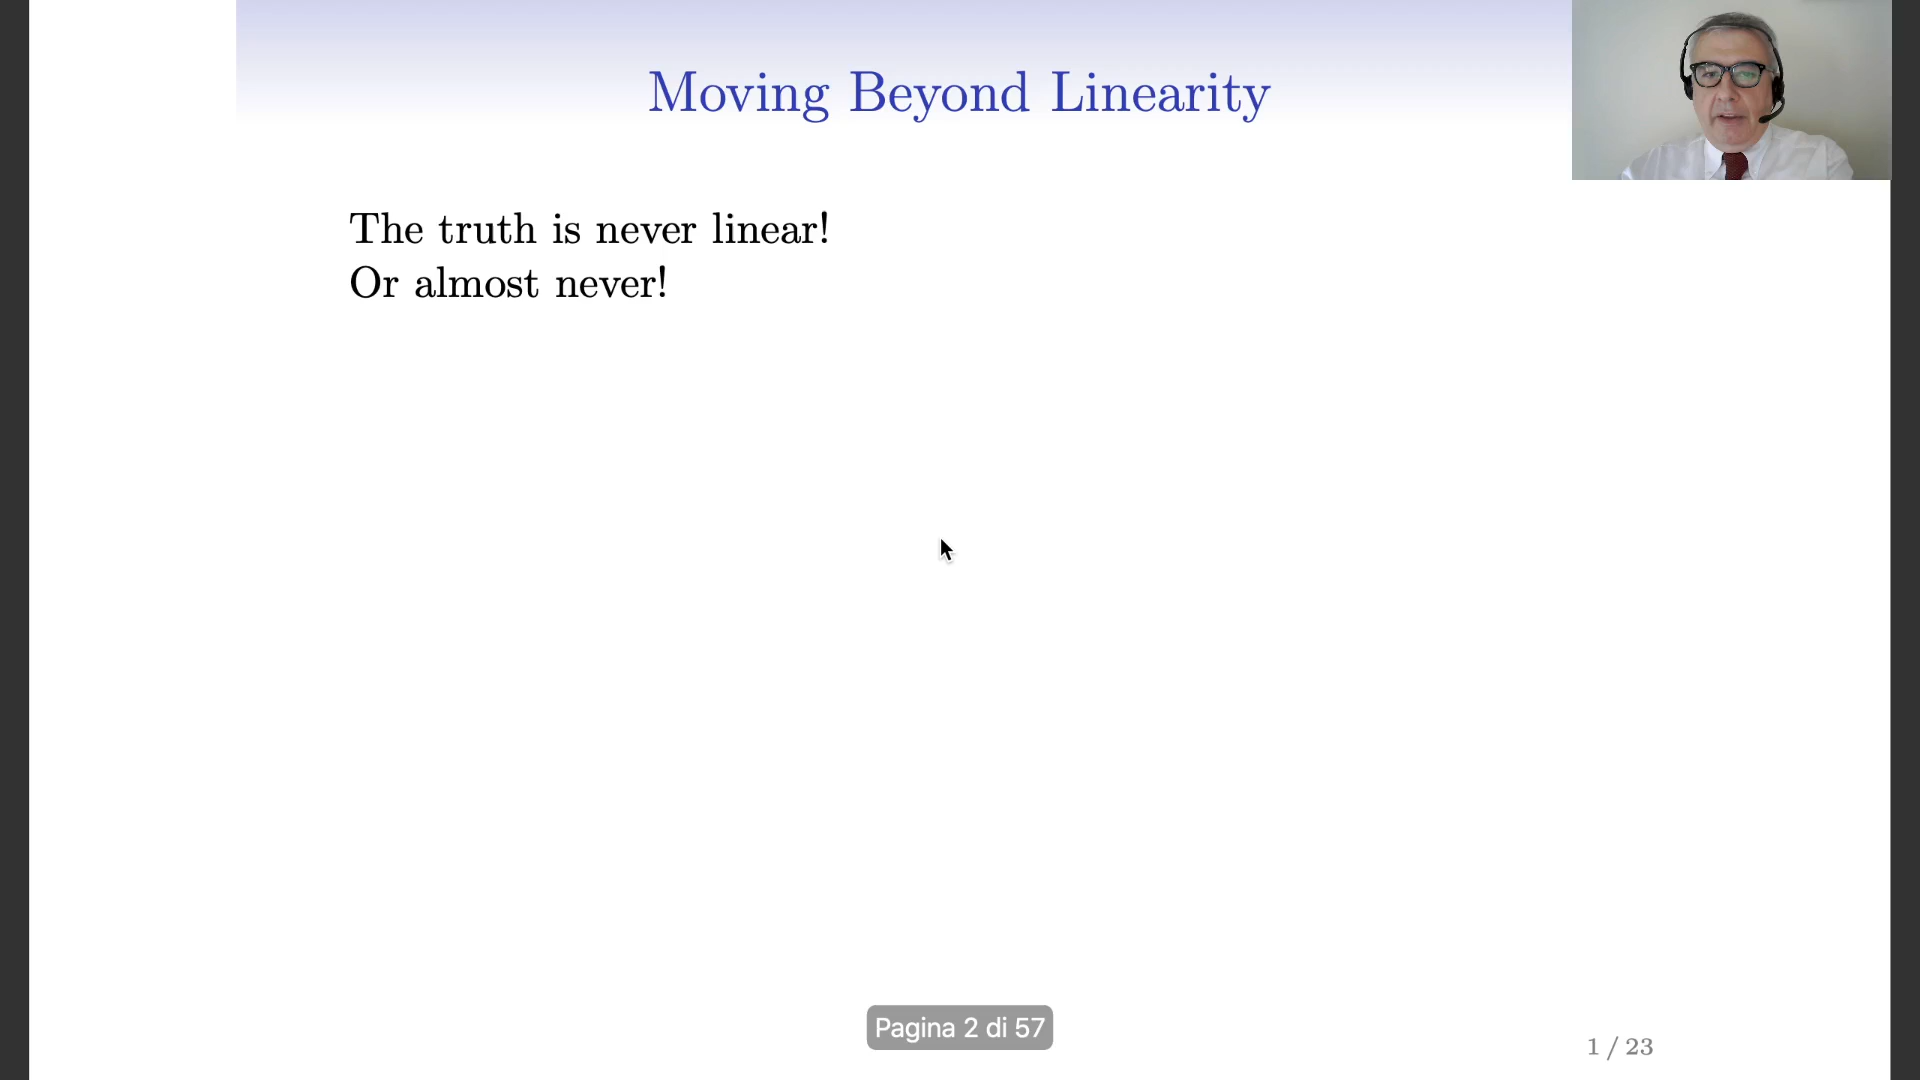 Moving Beyond Linearity
The truth is never linear!
Or almost never!
Pagina 2 di 57
1 / 23